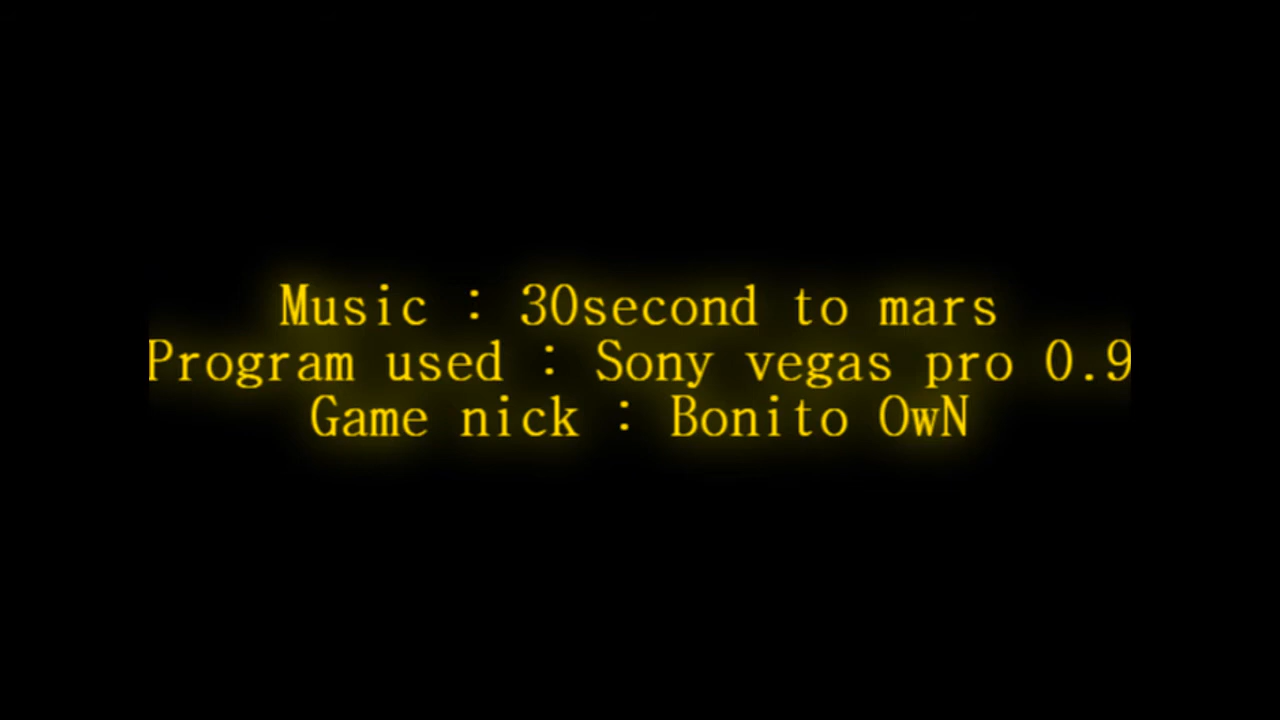 Music : 30second to mars
Program used : Sony vegas pro 0.9
Game nick : Bonito OwN